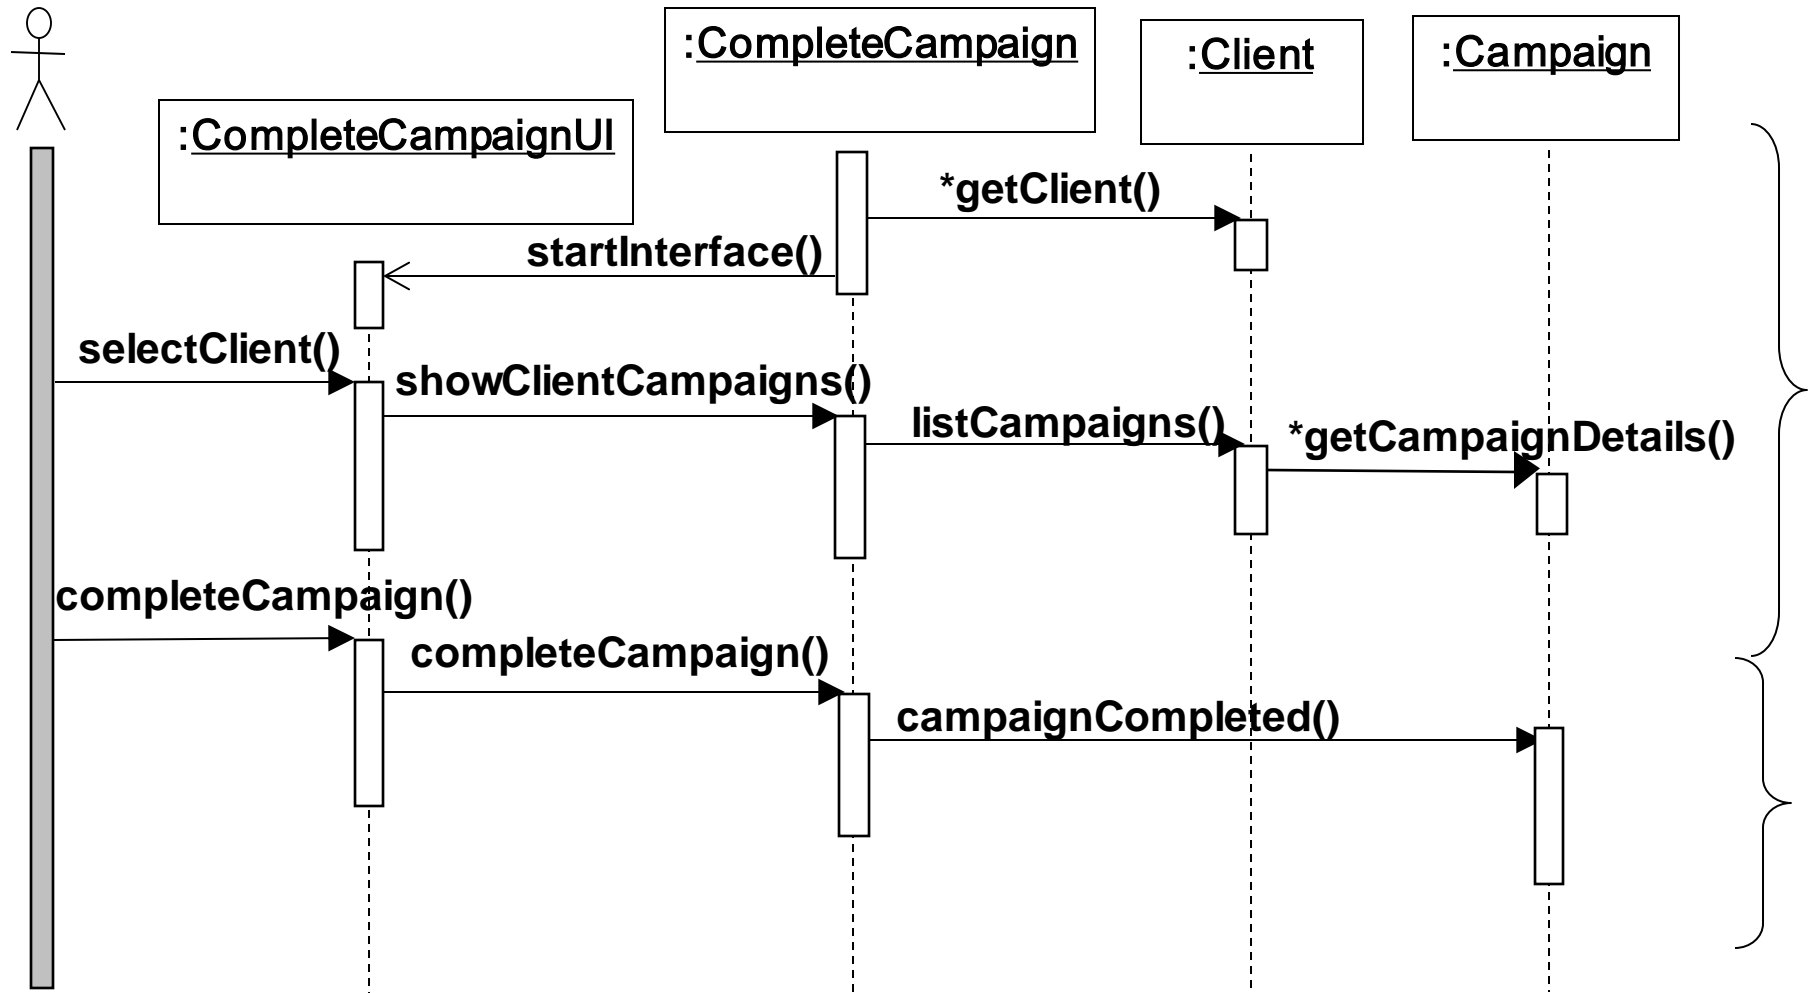 :CompleteCampaign
:Client
:Campaign
:CompleteCampaignUI
*getClient()
startInterface()
selectClient()
showClientCampaigns()
listCampaigns()
*getCampaignDetails()
completeCampaign()
completeCampaign()
campaignCompleted()